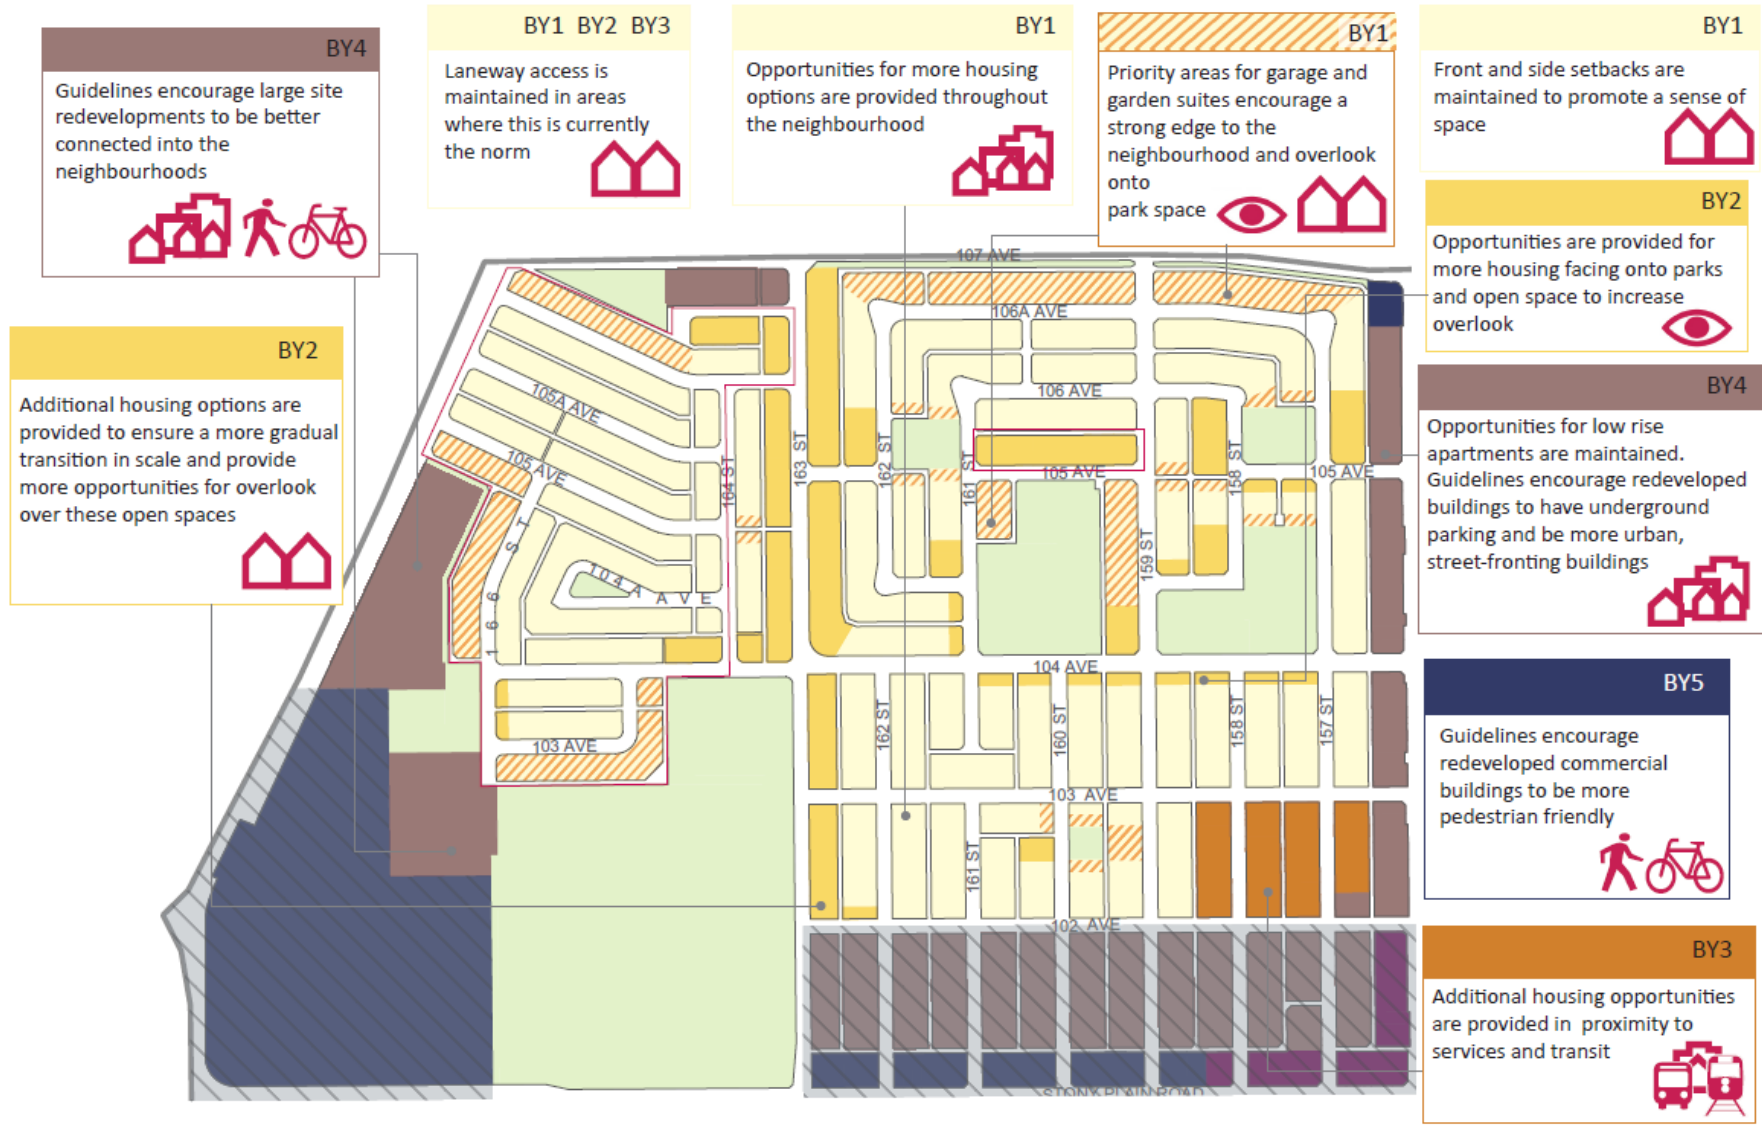 BY4
Guidelines encourage large site
redevelopments to be better
connected into the
neighbourhoods
BY1 BY2 BY3
Laneway access is
maintained in areas
where this is currently
the norm
BY1
Opportunities for more housing
options are provided throughout
the neighbourhood
BY1
Priority areas for garage and
garden suites encourage a
strong edge to the
neighbourhood and overlook
onto
park space
BY1
Front and side setbacks are
maintained to promote a sense of
space
BY2
Opportunities are provided for
more housing facing onto parks
and open space to increase
overlook
BY2
Additional housing options are
provided to ensure a more gradual
transition in scale and provide
more opportunities for overlook
over these open spaces
BY4
Opportunities for low rise
apartments are maintained.
Guidelines encourage redeveloped
buildings to have underground
parking and be more urban,
street-fronting buildings
BY5
Guidelines encourage
redeveloped commercial
buildings to be more
pedestrian friendly
BY3
Additional housing opportunities
are provided in proximity to
services and transit
107 AVE
106A AVE
106 AVE
105A AVE
105 AVE
105 AVE
105 AVE
164 ST
163 ST
162 ST
161 ST
159 ST
158 ST
166 ST
104A AVE
104 AVE
103 AVE
162 ST
160 ST
158 ST
157 ST
103 AVE
161 ST
102 AVE
STONY PLAIN ROAD